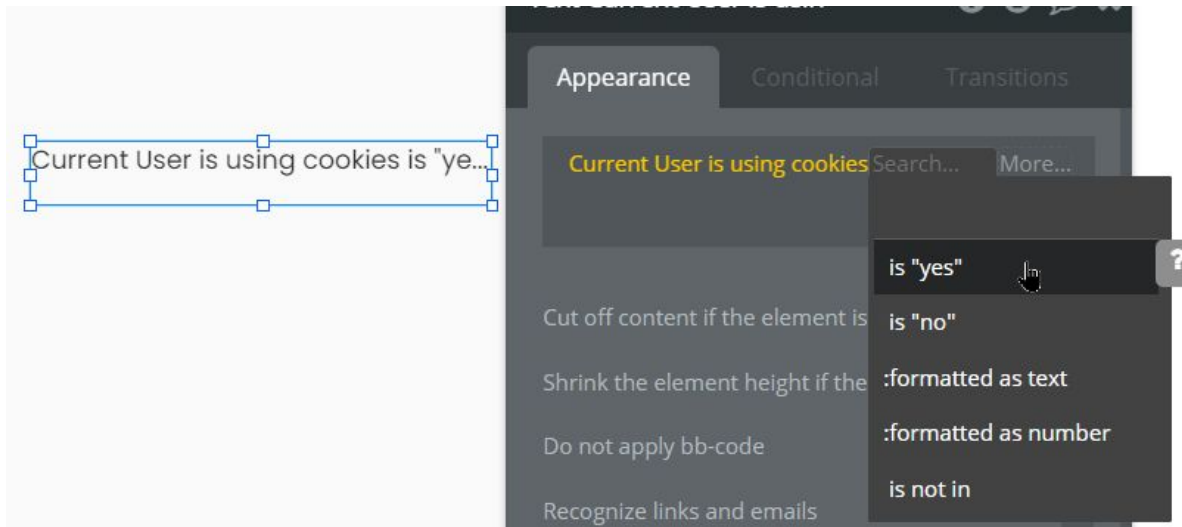 Appearance
Conditional
Transitions
Current User is using cookies is "ye...
Current User is using cookies
Search...
More...
is "yes"
?
is "no"
Cut off content if the element is
:formatted as text
Shrink the element height if the
:formatted as number
Do not apply bb-code
is not in
Recognize links and emails